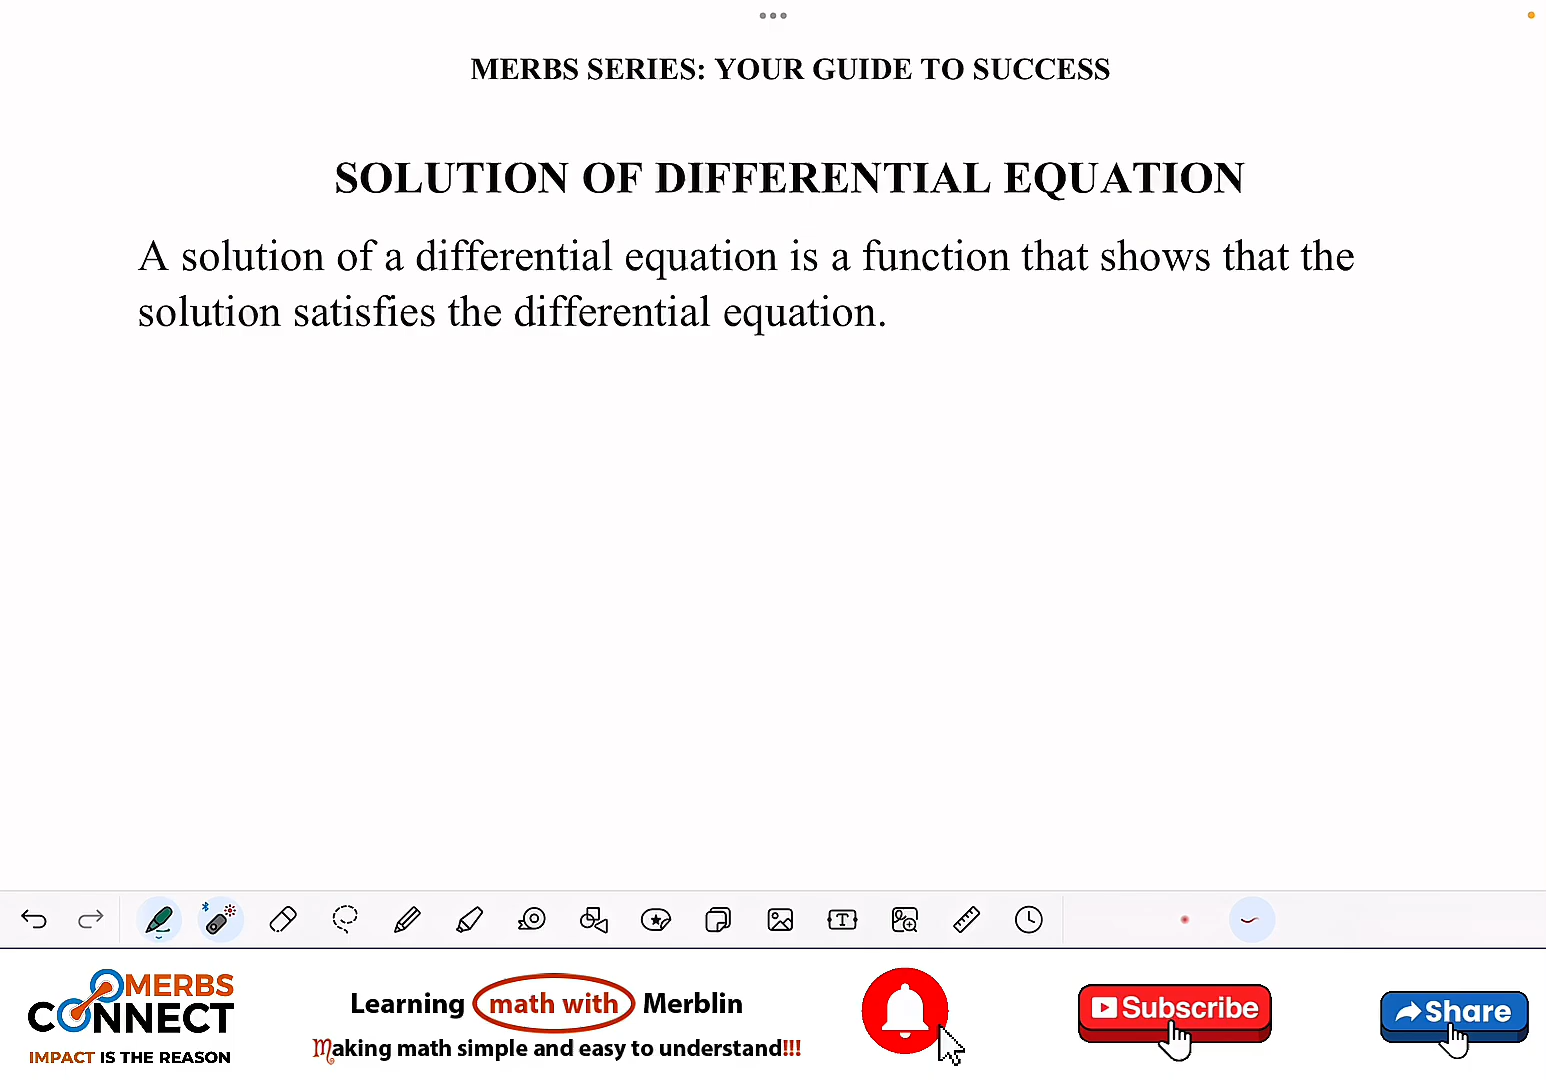 MERBS SERIES: YOUR GUIDE TO SUCCESS
SOLUTION OF DIFFERENTIAL EQUATION
A solution of a differential equation is a function that shows that the
solution satisfies the differential equation.
T
MERBS
CONNECT
IMPACT IS THE REASON
Learning math with Merblin
Making math simple and easy to understand!!!
Subscribe
Share